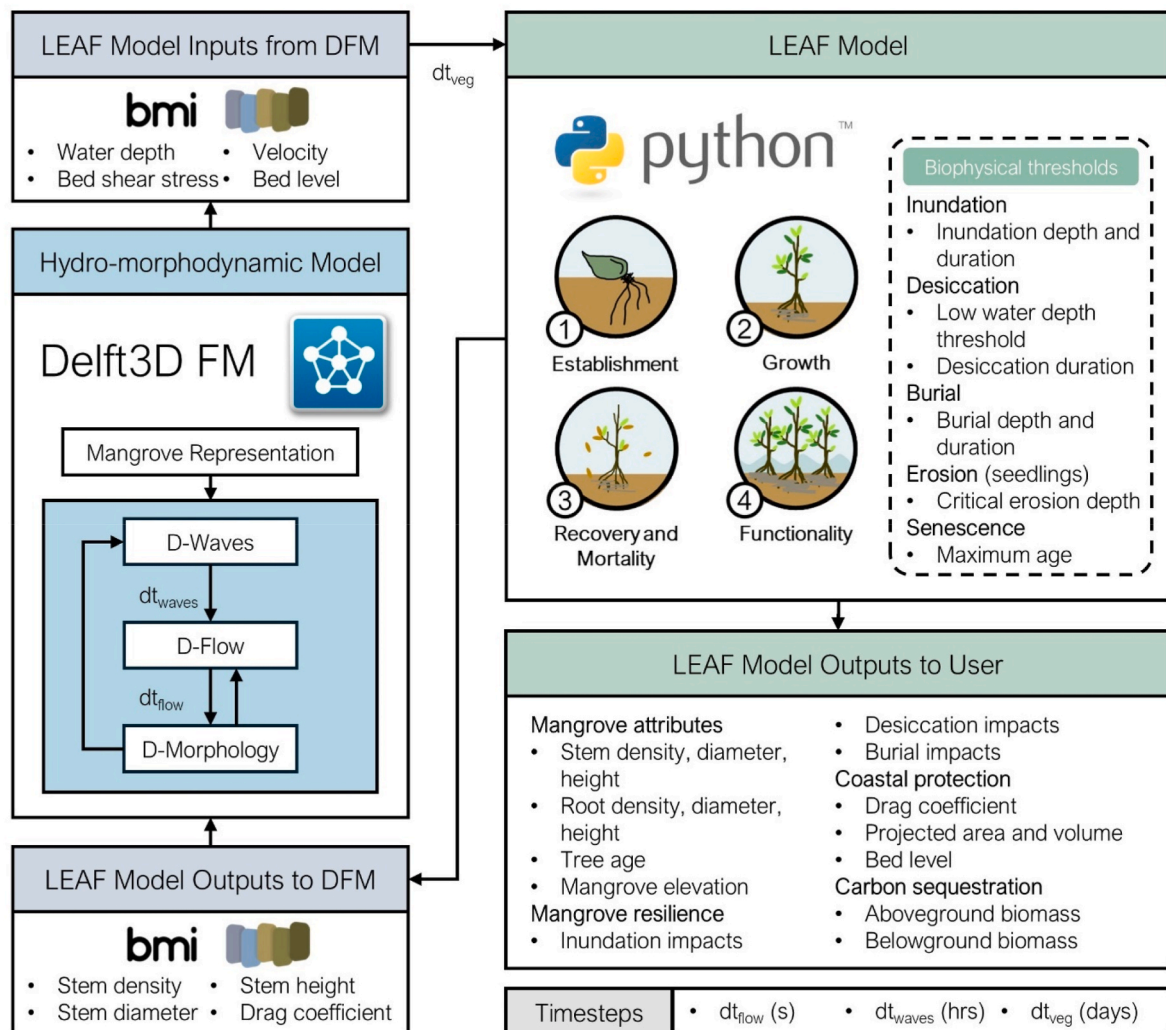 LEAF Model Inputs from DFM
bmi
• Water depth • Velocity
• Bed shear stress • Bed level
dt_veg
Hydro-morphodynamic Model
Delft3D FM
Mangrove Representation
D-Waves
dt_waves
D-Flow
dt_flow
D-Morphology
LEAF Model Outputs to DFM
bmi
• Stem density • Stem height
• Stem diameter • Drag coefficient
LEAF Model
python™
1
Establishment
2
Growth
3
Recovery and
Mortality
4
Functionality
Biophysical thresholds
Inundation
• Inundation depth and
duration
Desiccation
• Low water depth
threshold
• Desiccation duration
Burial
• Burial depth and
duration
Erosion (seedlings)
• Critical erosion depth
Senescence
• Maximum age
LEAF Model Outputs to User
Mangrove attributes
• Stem density, diameter,
height
• Root density, diameter,
height
• Tree age
• Mangrove elevation
Mangrove resilience
• Inundation impacts
• Desiccation impacts
• Burial impacts
Coastal protection
• Drag coefficient
• Projected area and volume
• Bed level
Carbon sequestration
• Aboveground biomass
• Belowground biomass
Timesteps • dt_flow (s) • dt_waves (hrs) • dt_veg (days)